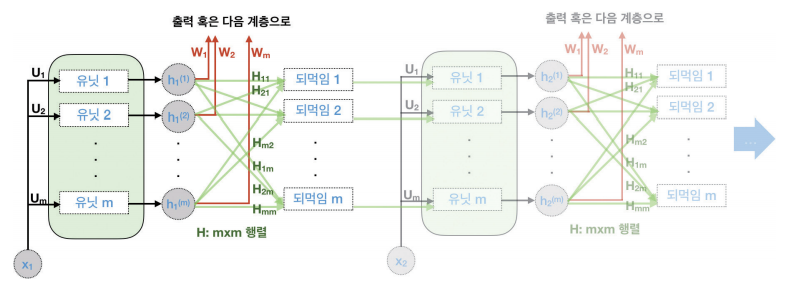 출력 혹은 다음 계층으로
W₁ W₂ Wₘ
U₁ 유닛 1 h₁⁽¹⁾ H₁₁ 되먹임 1
H₂₁
U₂ 유닛 2 h₁⁽²⁾ 되먹임 2
Hₘ₂
H₁ₘ
H₂ₘ
Uₘ 유닛 m h₁⁽ᵐ⁾ Hₘₘ 되먹임 m
H: mxm 행렬
x₁
출력 혹은 다음 계층으로
W₁ W₂ Wₘ
U₁ 유닛 1 h₂⁽¹⁾ H₁₁ 되먹임 1
H₂₁
U₂ 유닛 2 h₂⁽²⁾ 되먹임 2
Hₘ₂
H₁ₘ
H₂ₘ
Uₘ 유닛 m h₂⁽ᵐ⁾ Hₘₘ 되먹임 m
H: mxm 행렬
x₂
...